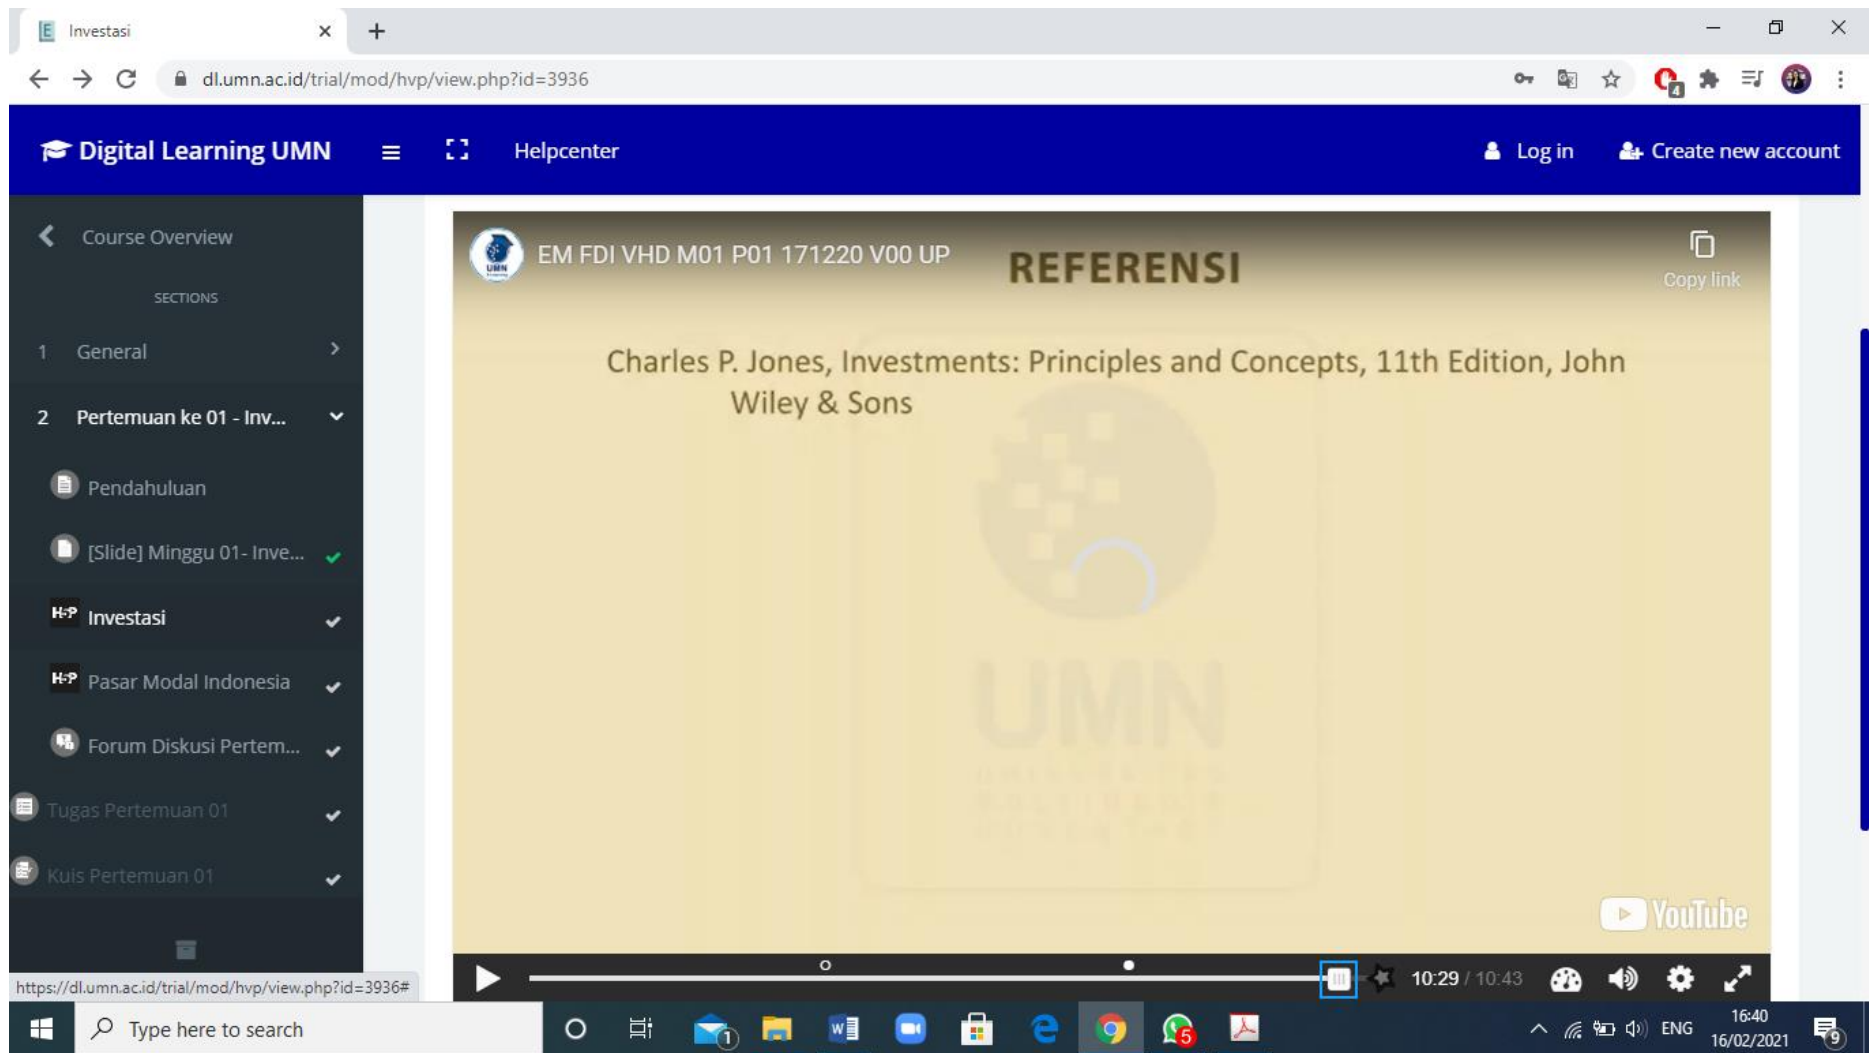 Investasi
dl.umn.ac.id/trial/mod/hvp/view.php?id=3936
4
Digital Learning UMN
Helpcenter
Log in
Create new account
Course Overview
SECTIONS
1 General
2 Pertemuan ke 01 - Inv...
Pendahuluan
[Slide] Minggu 01- Inve...
H-P Investasi
H-P Pasar Modal Indonesia
Forum Diskusi Pertem...
Tugas Pertemuan 01
Kuis Pertemuan 01
UMN
EM FDI VHD M01 P01 171220 V00 UP
REFERENSI
Copy link
Charles P. Jones, Investments: Principles and Concepts, 11th Edition, John
Wiley & Sons
UMN
YouTube
10:29 / 10:43
https://dl.umn.ac.id/trial/mod/hvp/view.php?id=3936#
Type here to search
1
5
ENG
16:40
16/02/2021
9